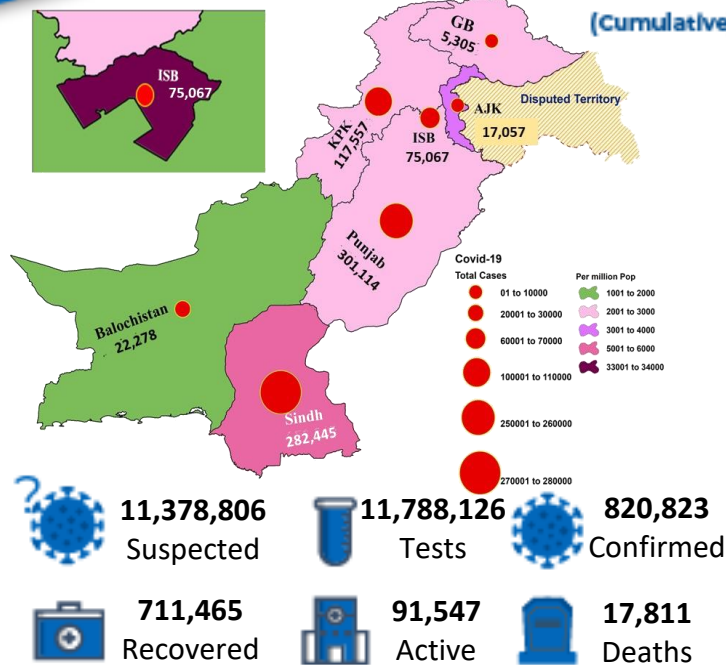 (Cumulative
ISB
75,067
GB
5,305
Disputed Territory
AJK
17,057
KPK
117,557
ISB
75,067
Punjab
301,114
Balochistan
22,278
Sindh
282,445
Covid-19
Total Cases
01 to 10000
20001 to 30000
60001 to 70000
100001 to 110000
250001 to 260000
270001 to 280000
Per million Pop
1001 to 2000
2001 to 3000
3001 to 4000
5001 to 6000
33001 to 34000
?
11,378,806
Suspected
11,788,126
Tests
820,823
Confirmed
711,465
Recovered
91,547
Active
17,811
Deaths